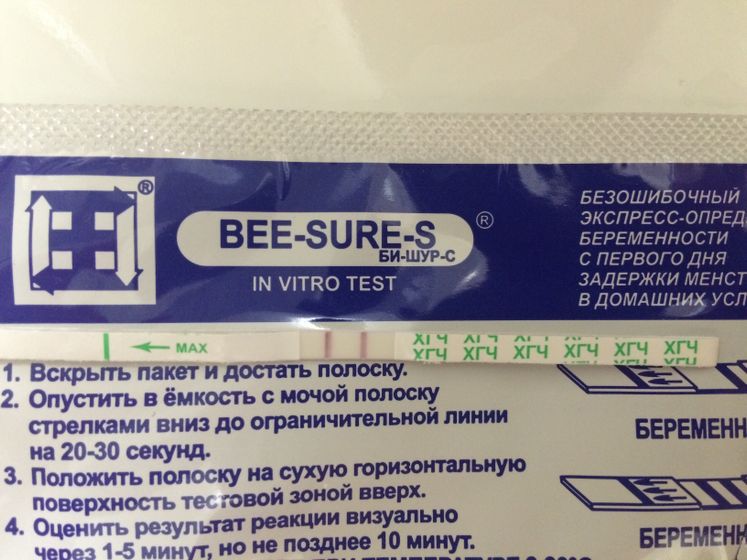 ®
BEE-SURE-S ®
БИ-ШУР-С
IN VITRO TEST
БЕЗОШИБОЧНЫЙ
ЭКСПРЕСС-ОПРЕД
БЕРЕМЕННОСТИ
С ПЕРВОГО ДНЯ
ЗАДЕРЖКИ МЕНСТ
В ДОМАШНИХ УСЛ
MAX
ХГЧ ХГЧ ХГЧ ХГЧ ХГЧ ХГЧ
ХГЧ ХГЧ ХГЧ ХГЧ ХГЧ ХГЧ
1. Вскрыть пакет и достать полоску.
2. Опустить в ёмкость с мочой полоску
стрелками вниз до ограничительной линии
на 20-30 секунд.
3. Положить полоску на сухую горизонтальную
поверхность тестовой зоной вверх.
4. Оценить результат реакции визуально
через 1-5 минут, но не позднее 10 минут.
БЕРЕМЕНН
БЕРЕМЕНН